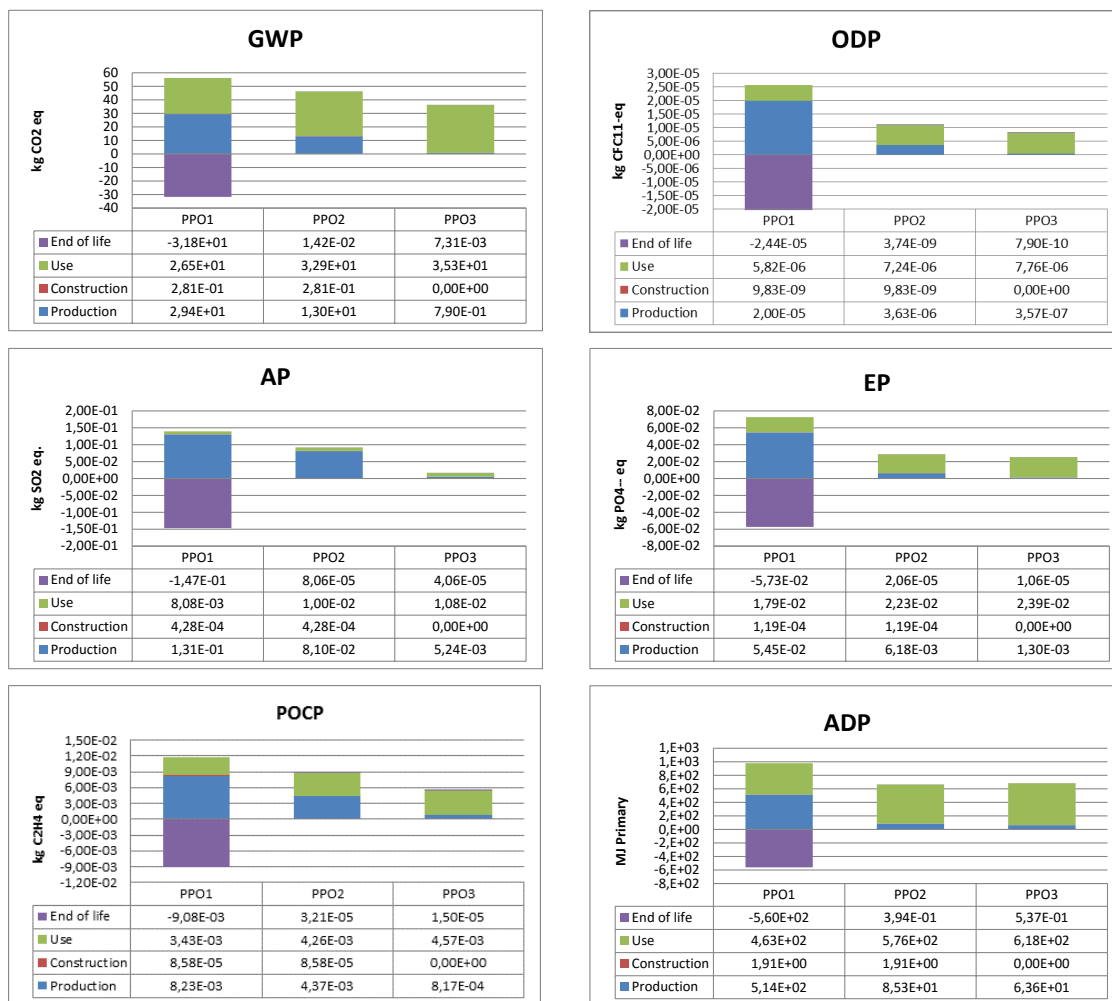 GWP
kg CO2 eq
60
50
40
30
20
10
0
-10
-20
-30
-40
PPO1 PPO2 PPO3
End of life -3,18E+01 1,42E-02 7,31E-03
Use 2,65E+01 3,29E+01 3,53E+01
Construction 2,81E-01 2,81E-01 0,00E+00
Production 2,94E+01 1,30E+01 7,90E-01
ODP
kg CFC11-eq
3,00E-05
2,00E-05
2,00E-05
1,00E-05
5,00E-06
0,00E+00
-5,00E-06
-1,00E-05
-2,00E-05
-2,00E-05
PPO1 PPO2 PPO3
End of life -2,44E-05 3,74E-09 7,90E-10
Use 5,82E-06 7,24E-06 7,76E-06
Construction 9,83E-09 9,83E-09 0,00E+00
Production 2,00E-05 3,63E-06 3,57E-07
AP
kg SO2 eq.
2,00E-01
1,50E-01
1,00E-01
5,00E-02
0,00E+00
-5,00E-02
-1,00E-01
-1,50E-01
-2,00E-01
PPO1 PPO2 PPO3
End of life -1,47E-01 8,06E-05 4,06E-05
Use 8,08E-03 1,00E-02 1,08E-02
Construction 4,28E-04 4,28E-04 0,00E+00
Production 1,31E-01 8,10E-02 5,24E-03
EP
kg PO4-- eq
8,00E-02
6,00E-02
4,00E-02
2,00E-02
0,00E+00
-2,00E-02
-4,00E-02
-6,00E-02
-8,00E-02
PPO1 PPO2 PPO3
End of life -5,73E-02 2,06E-05 1,06E-05
Use 1,79E-02 2,23E-02 2,39E-02
Construction 1,19E-04 1,19E-04 0,00E+00
Production 5,45E-02 6,18E-03 1,30E-03
POCP
kg C2H4 eq
1,50E-02
1,20E-02
9,00E-03
6,00E-03
3,00E-03
0,00E+00
-3,00E-03
-6,00E-03
-9,00E-03
-1,20E-02
PPO1 PPO2 PPO3
End of life -9,08E-03 3,21E-05 1,50E-05
Use 3,43E-03 4,26E-03 4,57E-03
Construction 8,58E-05 8,58E-05 0,00E+00
Production 8,23E-03 4,37E-03 8,17E-04
ADP
MJ Primary
1,E+03
1,E+03
8,E+02
6,E+02
4,E+02
2,E+02
0,E+00
-2,E+02
-4,E+02
-6,E+02
-8,E+02
PPO1 PPO2 PPO3
End of life -5,60E+02 3,94E-01 5,37E-01
Use 4,63E+02 5,76E+02 6,18E+02
Construction 1,91E+00 1,91E+00 0,00E+00
Production 5,14E+02 8,53E+01 6,36E+01